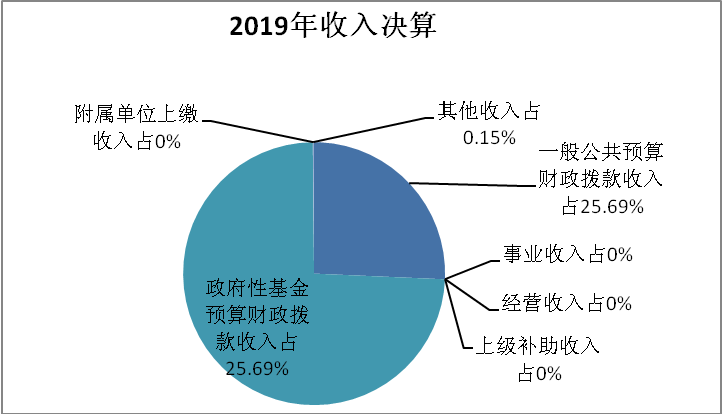 2019年收入决算
附属单位上缴
收入占0%
其他收入占
0.15%
一般公共预算
财政拨款收入
占25.69%
事业收入占0%
经营收入占0%
上级补助收入
占0%
政府性基金
预算财政拨
款收入占
25.69%